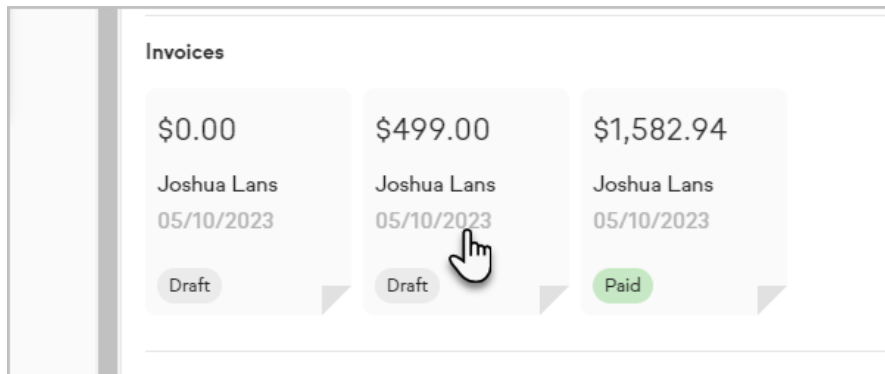 Invoices
$0.00
Joshua Lans
05/10/2023
Draft
$499.00
Joshua Lans
05/10/2023
Draft
$1,582.94
Joshua Lans
05/10/2023
Paid